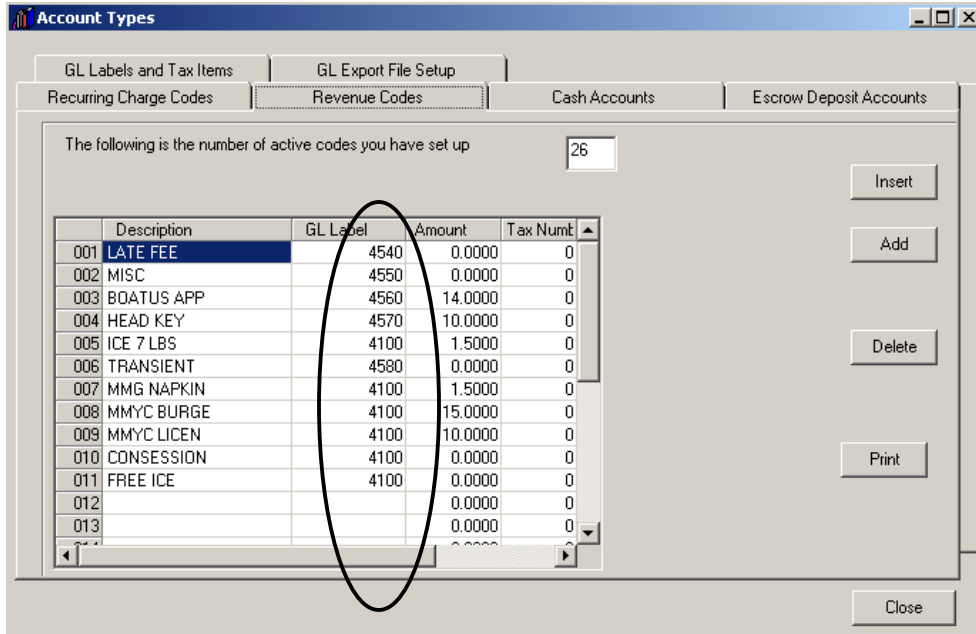 Account Types
GL Labels and Tax Items GL Export File Setup
Recurring Charge Codes Revenue Codes Cash Accounts Escrow Deposit Accounts
The following is the number of active codes you have set up 26
Insert
Description GL Label Amount Tax Numb
Add
001 LATE FEE 4540 0.0000 0
002 MISC 4550 0.0000 0
003 BOATUS APP 4560 14.0000 0
004 HEAD KEY 4570 10.0000 0
005 ICE 7 LBS 4100 1.5000 0
Delete
006 TRANSIENT 4580 0.0000 0
007 MMG NAPKIN 4100 1.5000 0
008 MMYC BURGE 4100 15.0000 0
009 MMYC LICEN 4100 10.0000 0
010 CONSESSION 4100 0.0000 0
Print
011 FREE ICE 4100 0.0000 0
012 0.0000 0
013 0.0000 0
Close